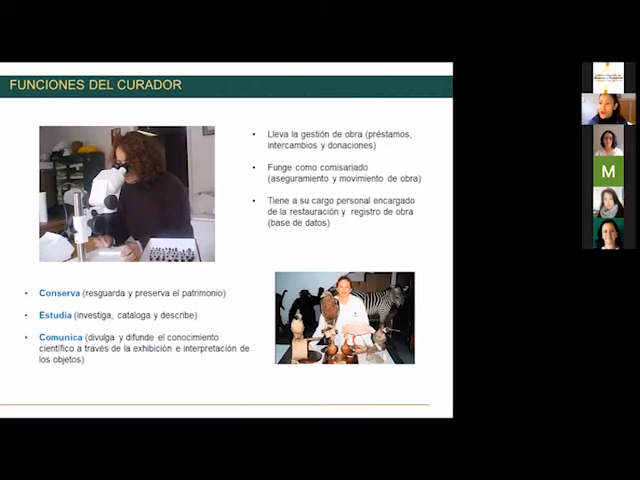 FUNCIONES DEL CURADOR
• Lleva la gestión de obra (préstamos,
intercambios y donaciones)
• Funge como comisariado
(aseguramiento y movimiento de obra)
• Tiene a su cargo personal encargado
de la restauración y registro de obra
(base de datos)
• Conserva (resguarda y preserva el patrimonio)
• Estudia (investiga, cataloga y describe)
• Comunica (divulga y difunde el conocimiento
científico a través de la exhibición e interpretación de
los objetos)
M